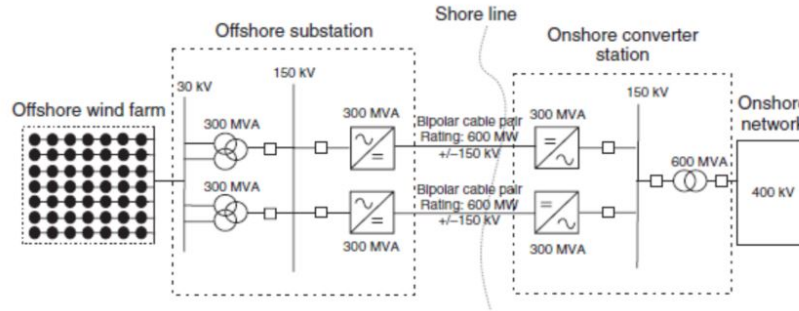 Offshore substation
Shore line
Onshore converter
station
30 kV
150 kV
150 kV
Offshore wind farm
300 MVA
300 MVA
Bipolar cable pair
Rating: 600 MW
+/–150 kV
300 MVA
Onshore
network
600 MVA
300 MVA
400 kV
Bipolar cable pair
Rating: 600 MW
+/–150 kV
300 MVA
300 MVA